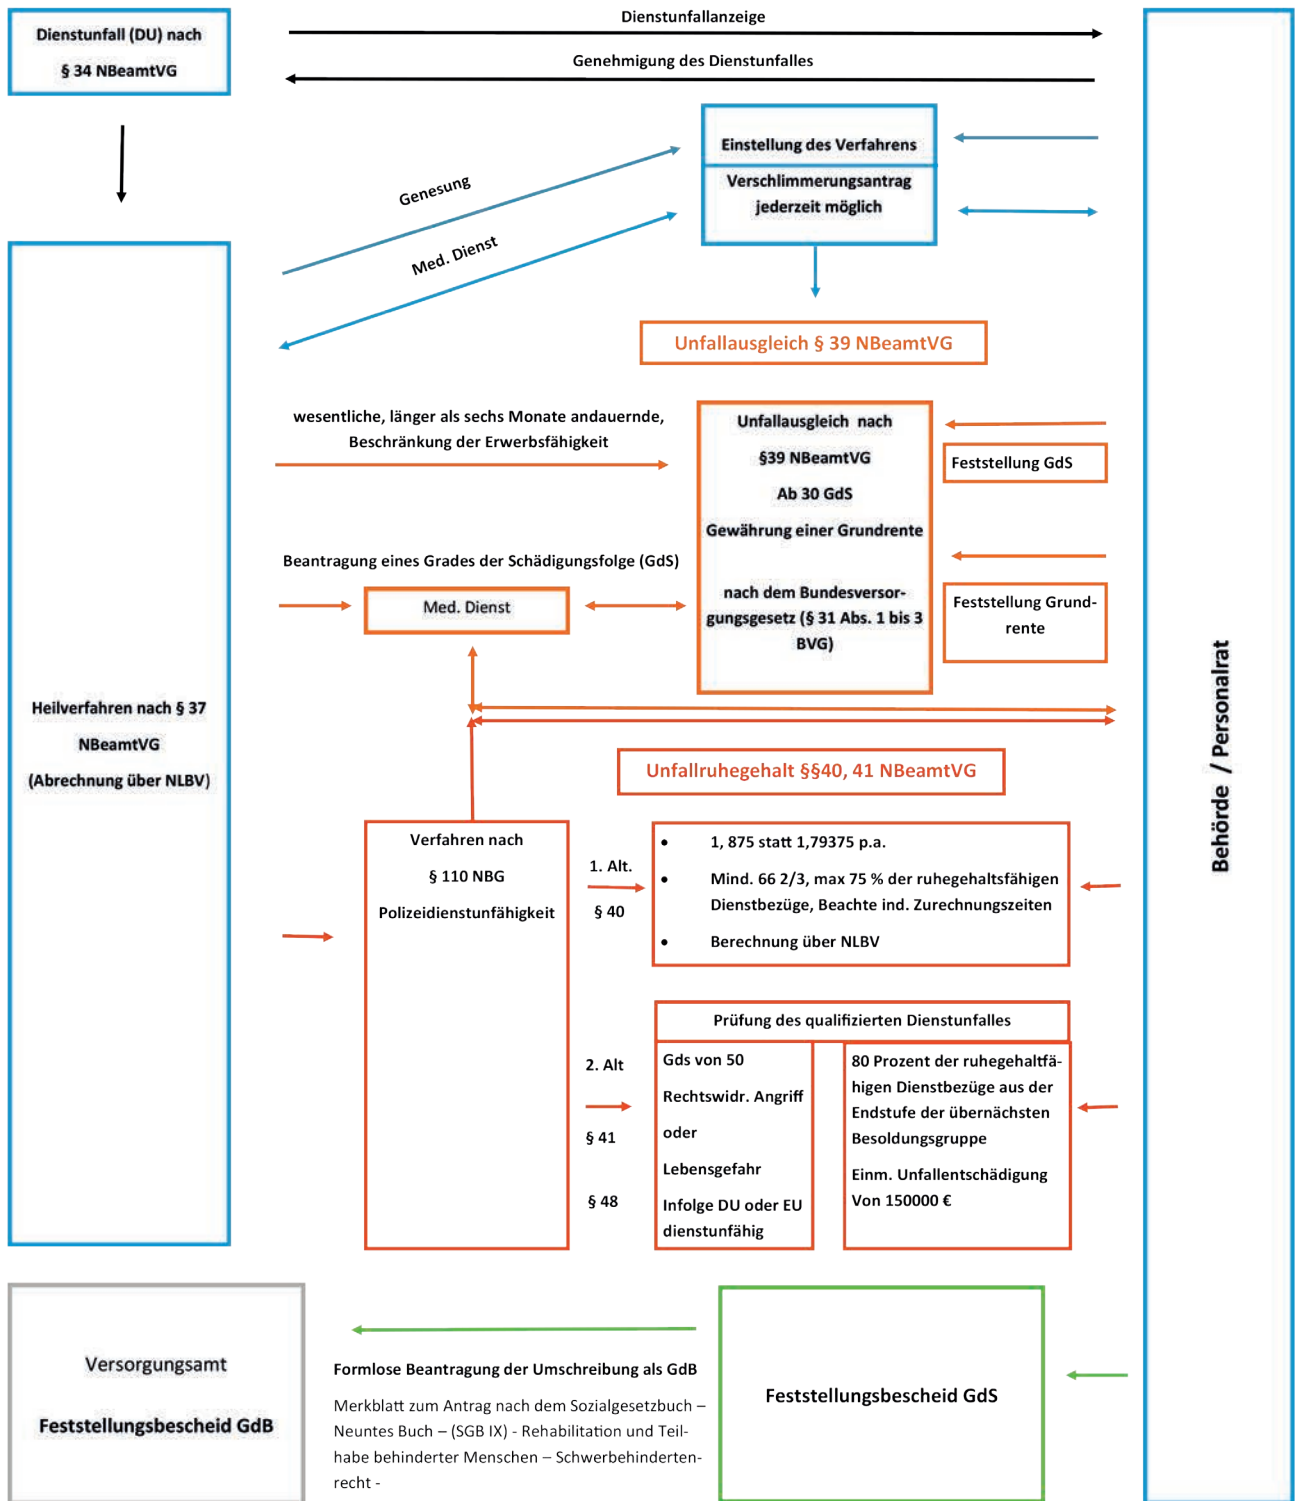 Dienstunfall (DU) nach
§ 34 NBeamtVG
Dienstunfallanzeige
Genehmigung des Dienstunfalles
Einstellung des Verfahrens
Verschlimmerungsantrag
jederzeit möglich
Genesung
Med. Dienst
Unfallausgleich § 39 NBeamtVG
wesentliche, länger als sechs Monate andauernde,
Beschränkung der Erwerbsfähigkeit
Unfallausgleich nach
§39 NBeamtVG
Ab 30 GdS
Gewährung einer Grundrente
nach dem Bundesversor-
gungsgesetz (§ 31 Abs. 1 bis 3
BVG)
Feststellung GdS
Feststellung Grund-
rente
Beantragung eines Grades der Schädigungsfolge (GdS)
Med. Dienst
Heilverfahren nach § 37
NBeamtVG
(Abrechnung über NLBV)
Behörde / Personalrat
Unfallruhegehalt §§40, 41 NBeamtVG
Verfahren nach
§ 110 NBG
Polizeidienstunfähigkeit
1. Alt.
§ 40
• 1, 875 statt 1,79375 p.a.
• Mind. 66 2/3, max 75 % der ruhegehaltsfähigen
Dienstbezüge, Beachte ind. Zurechnungszeiten
• Berechnung über NLBV
Prüfung des qualifizierten Dienstunfalles
2. Alt
§ 41
§ 48
Gds von 50
Rechtswidr. Angriff
oder
Lebensgefahr
Infolge DU oder EU
dienstunfähig
80 Prozent der ruhegehaltfä-
higen Dienstbezüge aus der
Endstufe der übernächsten
Besoldungsgruppe
Einm. Unfallentschädigung
Von 150000 €
Versorgungsamt
Feststellungsbescheid GdB
Formlose Beantragung der Umschreibung als GdB
Merkblatt zum Antrag nach dem Sozialgesetzbuch –
Neuntes Buch – (SGB IX) - Rehabilitation und Teil-
habe behinderter Menschen – Schwerbehinderten-
recht -
Feststellungsbescheid GdS